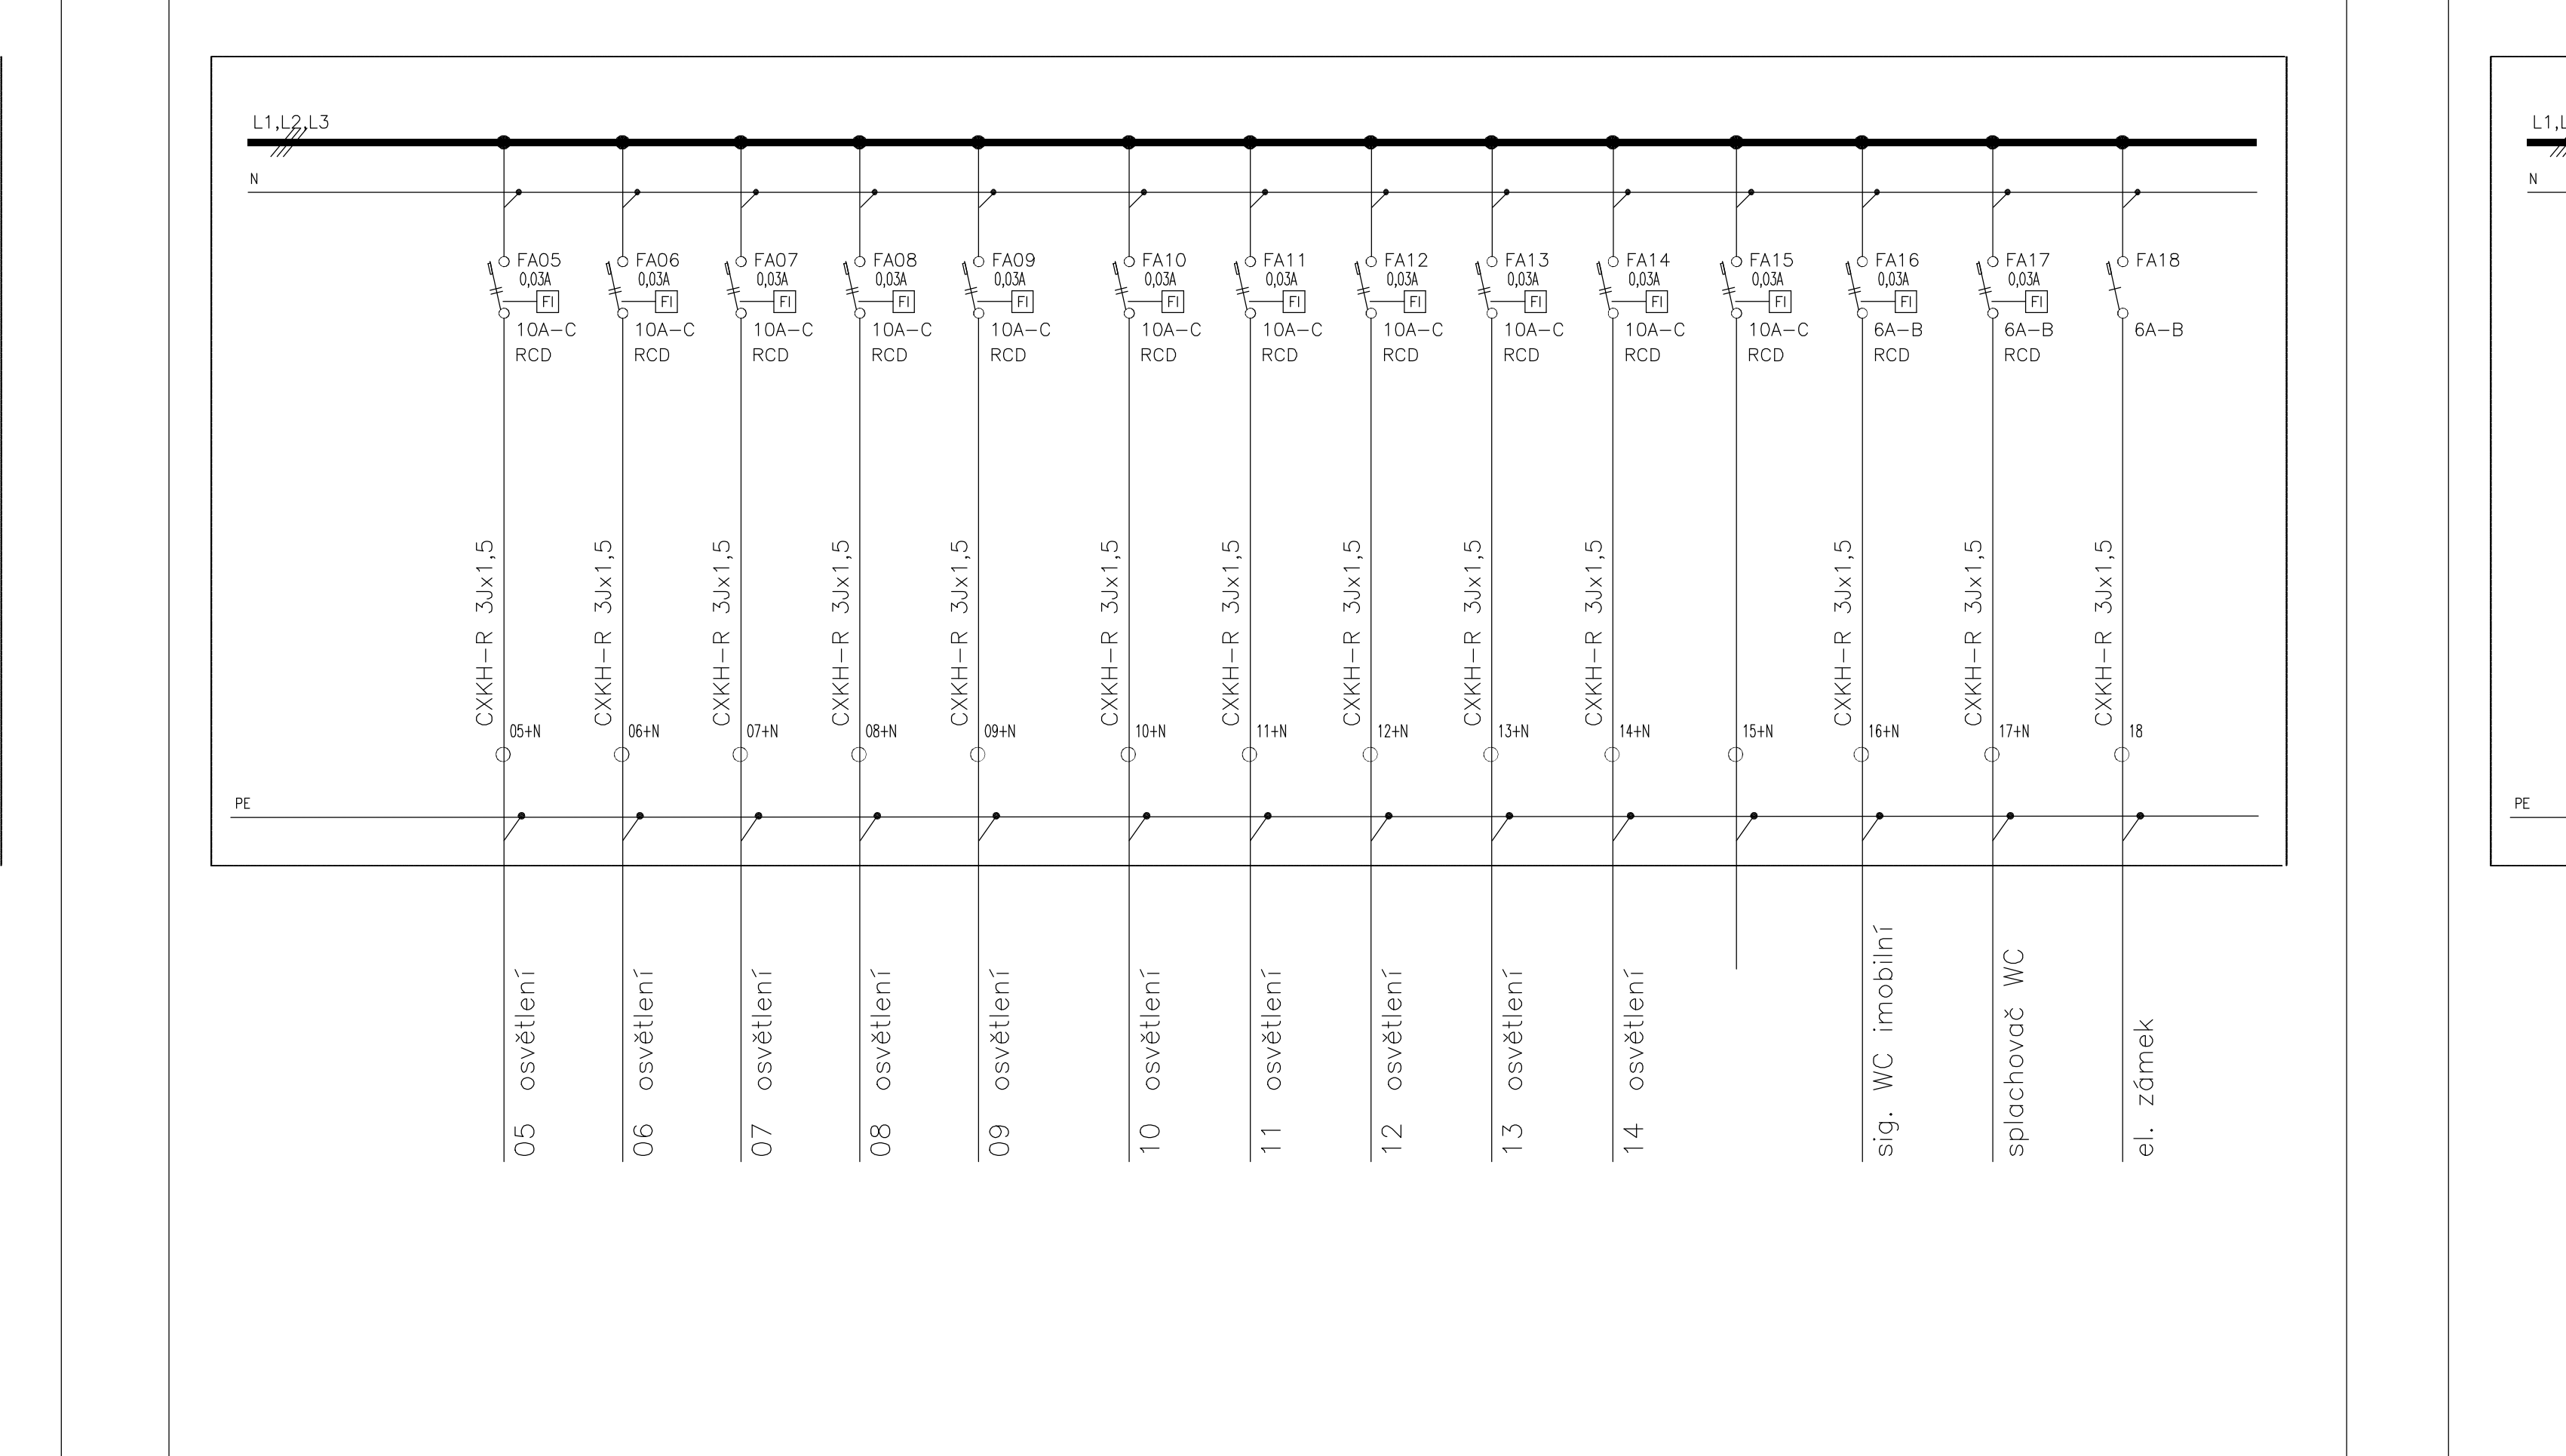 L1,L2,L3
L1,L
N
N
FA05 FA06 FA07 FA08 FA09 FA10 FA11 FA12 FA13 FA14 FA15 FA16 FA17 FA18
0,03A 0,03A 0,03A 0,03A 0,03A 0,03A 0,03A 0,03A 0,03A 0,03A 0,03A 0,03A 0,03A
FI FI FI FI FI FI FI FI FI FI FI FI FI
10A-C 10A-C 10A-C 10A-C 10A-C 10A-C 10A-C 10A-C 10A-C 10A-C 10A-C 6A-B 6A-B 6A-B
RCD RCD RCD RCD RCD RCD RCD RCD RCD RCD RCD RCD RCD
CXKH-R 3Jx1,5
CXKH-R 3Jx1,5
CXKH-R 3Jx1,5
CXKH-R 3Jx1,5
CXKH-R 3Jx1,5
CXKH-R 3Jx1,5
CXKH-R 3Jx1,5
CXKH-R 3Jx1,5
CXKH-R 3Jx1,5
CXKH-R 3Jx1,5
CXKH-R 3Jx1,5
CXKH-R 3Jx1,5
CXKH-R 3Jx1,5
05+N 06+N 07+N 08+N 09+N 10+N 11+N 12+N 13+N 14+N 15+N 16+N 17+N 18
PE
PE
05 osvětlení
06 osvětlení
07 osvětlení
08 osvětlení
09 osvětlení
10 osvětlení
11 osvětlení
12 osvětlení
13 osvětlení
14 osvětlení
sig. WC imobilní
splachovač WC
el. zámek